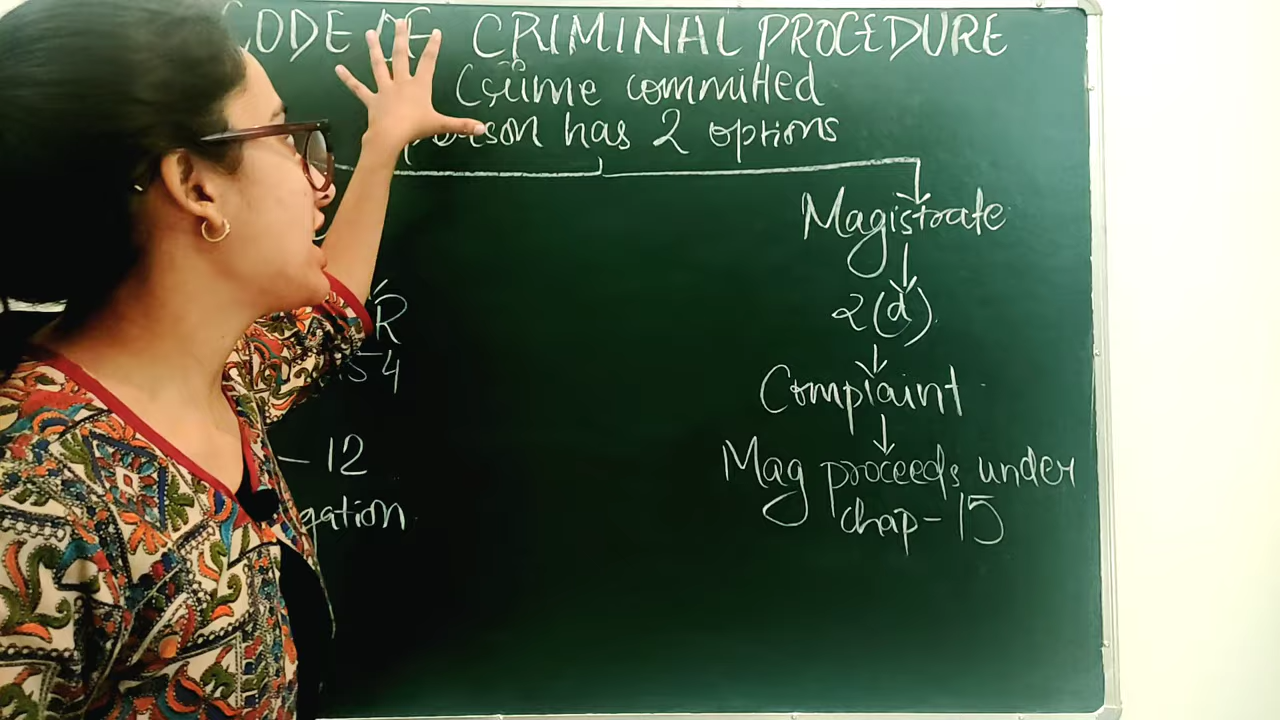 CODE OF CRIMINAL PROCEDURE
Crime committed
person has 2 options
Magistrate
2(d)
Complaint
Mag proceeds under
chap-15
R
54
- 12
gation